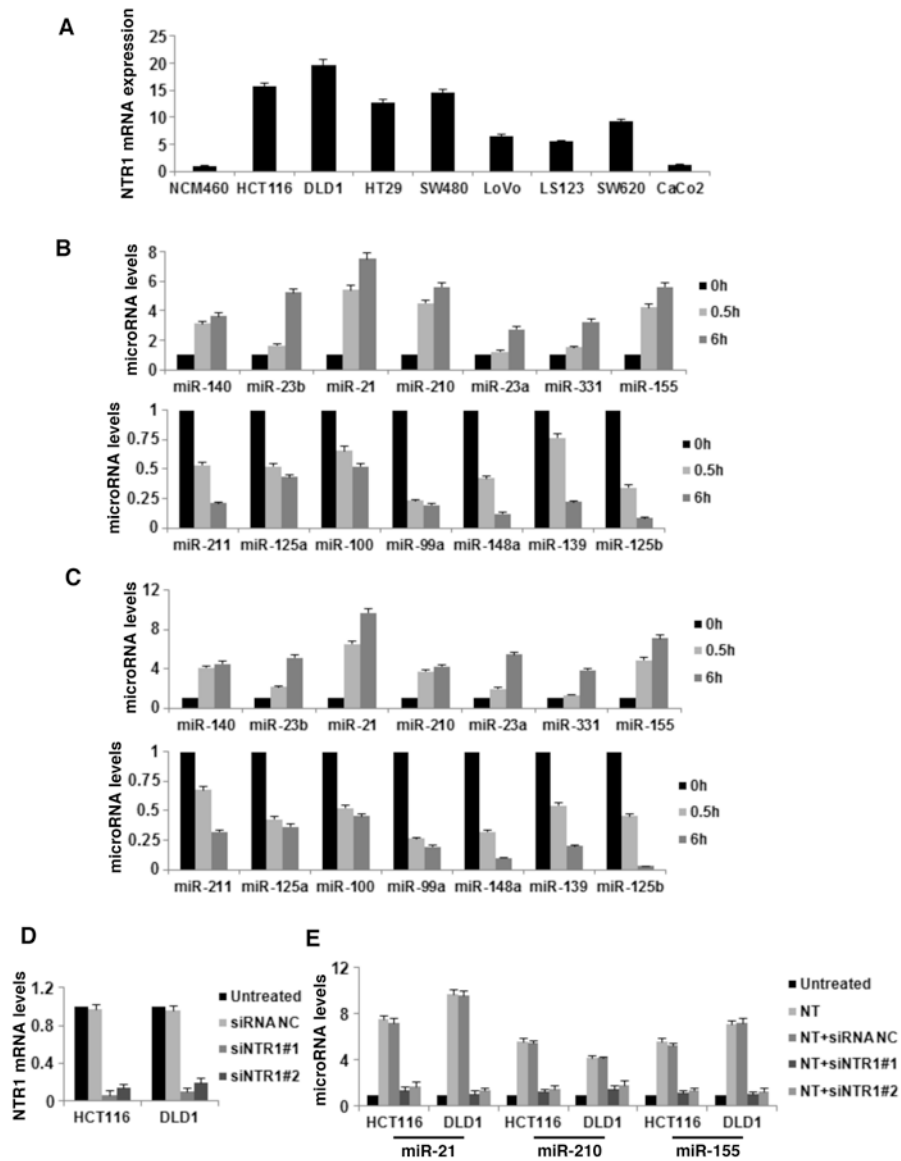 A
NTR1 mRNA expression
25
20
15
10
5
0
NCM460 HCT116 DLD1 HT29 SW480 LoVo LS123 SW620 CaCo2
B
microRNA levels
8
6
4
2
0
0h
0.5h
6h
miR-140 miR-23b miR-21 miR-210 miR-23a miR-331 miR-155
microRNA levels
1
0.75
0.5
0.25
0
0h
0.5h
6h
miR-211 miR-125a miR-100 miR-99a miR-148a miR-139 miR-125b
C
microRNA levels
12
8
4
0
0h
0.5h
6h
miR-140 miR-23b miR-21 miR-210 miR-23a miR-331 miR-155
microRNA levels
1
0.75
0.5
0.25
0
0h
0.5h
6h
miR-211 miR-125a miR-100 miR-99a miR-148a miR-139 miR-125b
D
NTR1 mRNA levels
1.2
0.8
0.4
0
Untreated
siRNA NC
siNTR1#1
siNTR1#2
HCT116 DLD1
E
microRNA levels
12
8
4
0
Untreated
NT
NT+siRNA NC
NT+siNTR1#1
NT+siNTR1#2
HCT116 DLD1 HCT116 DLD1 HCT116 DLD1
miR-21 miR-210 miR-155